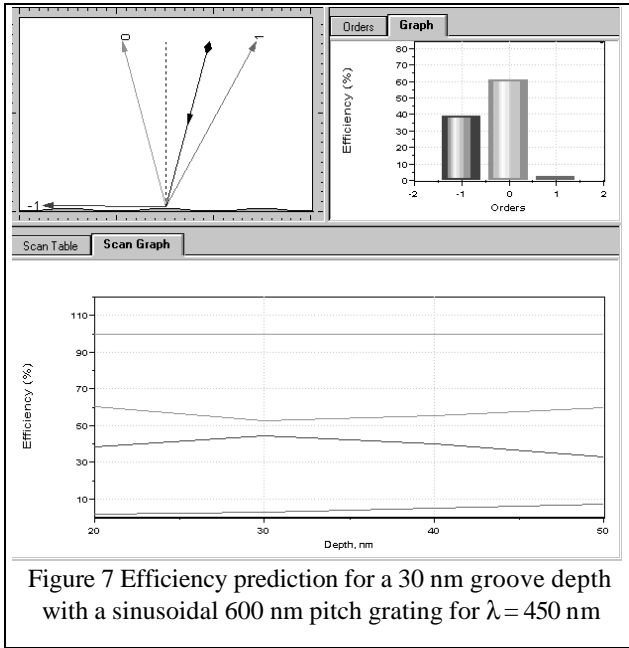 0
1
-1
Orders Graph
Efficiency (%)
80
70
60
50
40
30
20
10
0
-2 -1 0 1 2
Orders
Scan Table Scan Graph
Efficiency (%)
110
90
70
50
30
10
20 30 40 50
Depth, nm
Figure 7 Efficiency prediction for a 30 nm groove depth
with a sinusoidal 600 nm pitch grating for λ = 450 nm